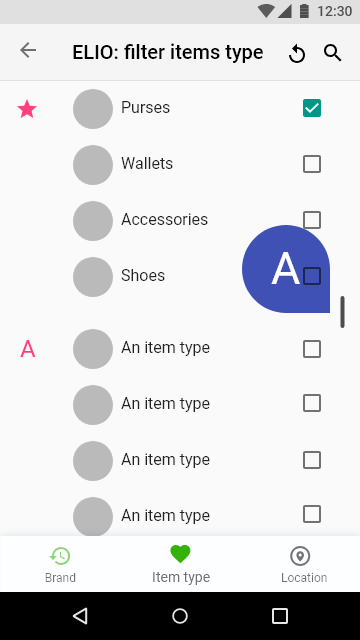 12:30
ELIO: filter items type
Purses
Wallets
Accessories
A
Shoes
A
An item type
An item type
An item type
An item type
Brand
Item type
Location